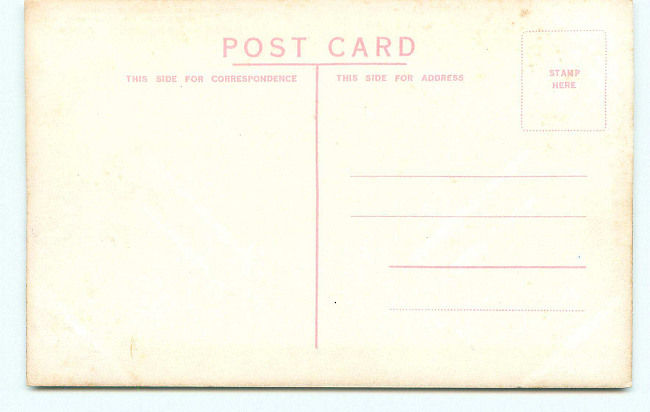 POST CARD
THIS SIDE FOR CORRESPONDENCE
THIS SIDE FOR ADDRESS
STAMP
HERE